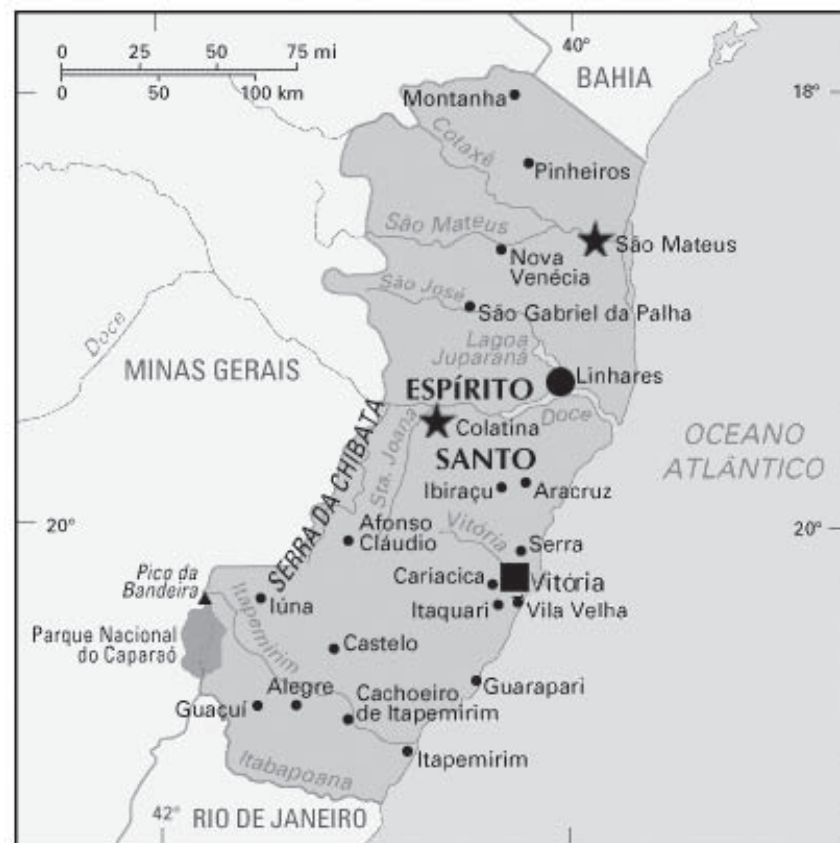 0 25 50 75 mi
0 50 100 km
40°
BAHIA
18°
Montanha
Cotaxé
Pinheiros
São Mateus
São Mateus
Nova
Venécia
São José
São Gabriel da Palha
Doce
Lagoa
Juparanã
MINAS GERAIS
Linhares
ESPÍRITO
Doce
Colatina
SERRA DA CHIBATA
Sta. Joana
SANTO
OCEANO
ATLÂNTICO
Ibiraçu
Aracruz
20°
20°
Vitória
Afonso
Cláudio
Serra
Pico da
Bandeira
Cariacica
Vitória
Iúna
Itaquari
Vila Velha
Itapemirim
Parque Nacional
do Caparaó
Castelo
Guarapari
Alegre
Guaçuí
Cachoeiro
de Itapemirim
Itapemirim
Itabapoana
42°
RIO DE JANEIRO